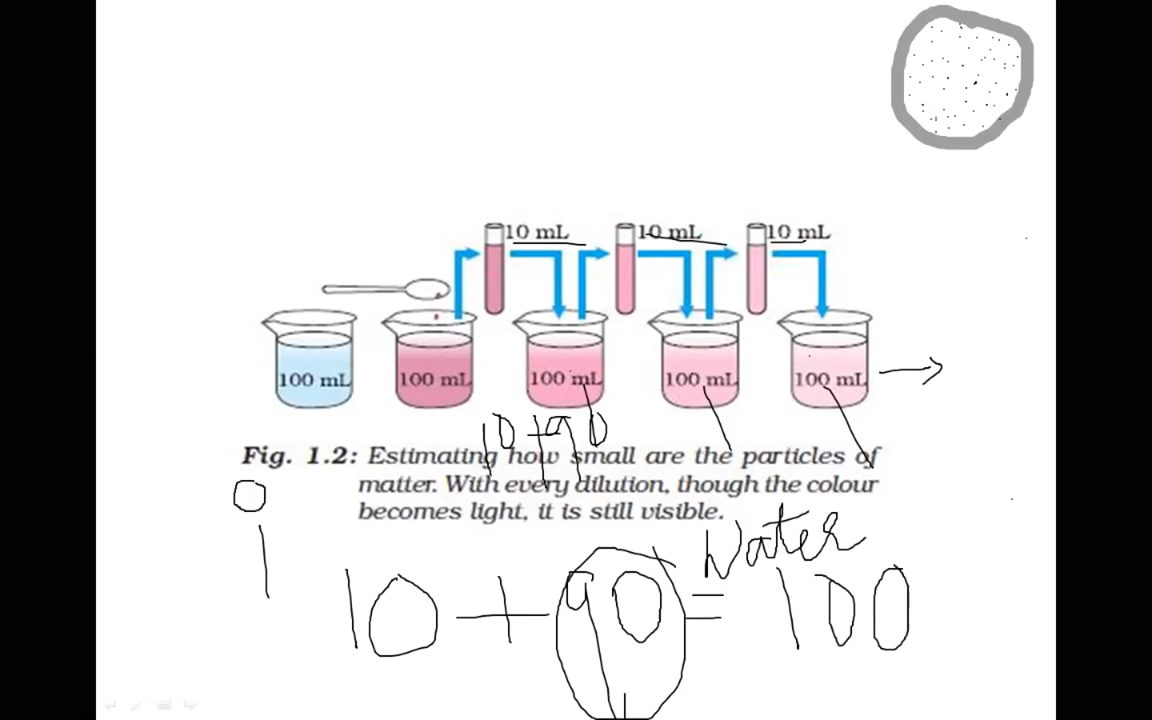 10 mL 10 mL 10 mL
100 mL 100 mL 100 mL 100 mL 100 mL
10+90
Fig. 1.2: Estimating how small are the particles of
matter. With every dilution, though the colour
becomes light, it is still visible.
Water
10+90=100